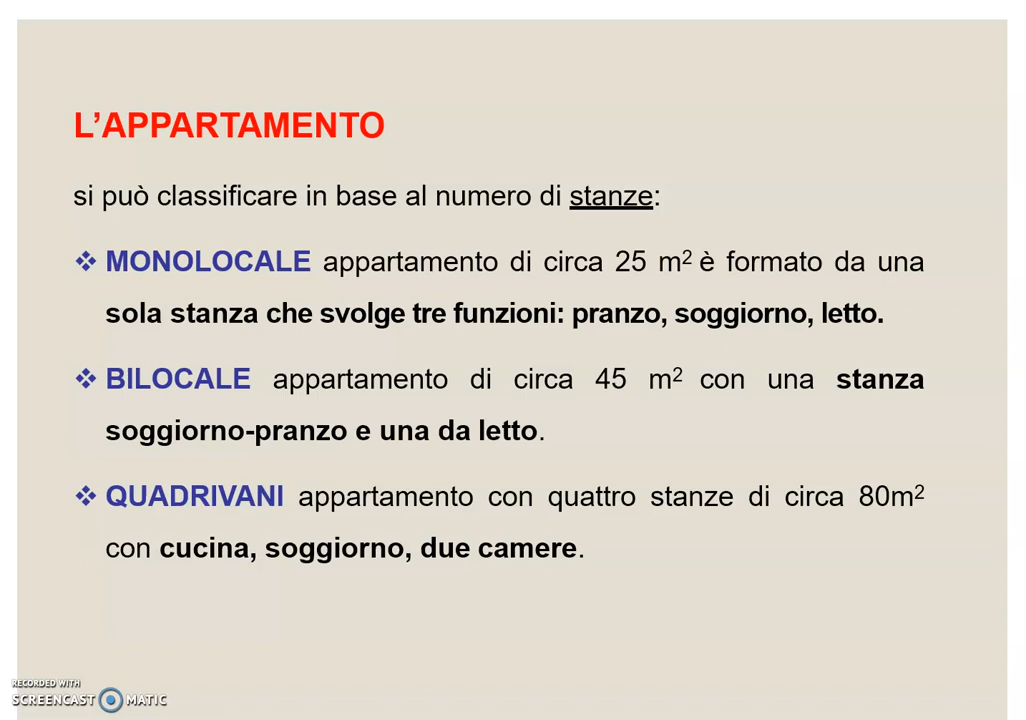 L’APPARTAMENTO
si può classificare in base al numero di stanze:
❖ MONOLOCALE appartamento di circa 25 m² è formato da una
sola stanza che svolge tre funzioni: pranzo, soggiorno, letto.
❖ BILOCALE appartamento di circa 45 m² con una stanza
soggiorno-pranzo e una da letto.
❖ QUADRIVANI appartamento con quattro stanze di circa 80m²
con cucina, soggiorno, due camere.
RECORDED WITH
SCREENCAST MATIC